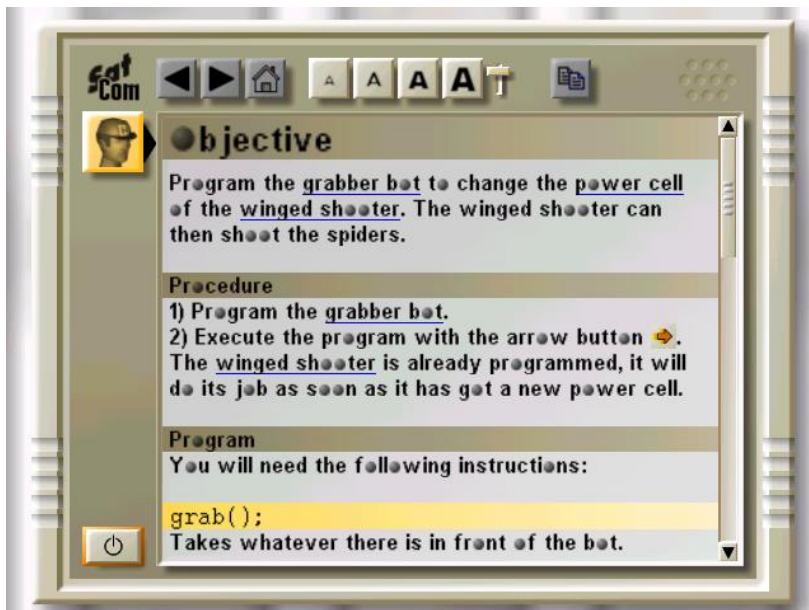 sat
Com
A A A A
Objective
Program the grabber bot to change the power cell
of the winged shooter. The winged shooter can
then shoot the spiders.
Procedure
1) Program the grabber bot.
2) Execute the program with the arrow button ➩.
The winged shooter is already programmed, it will
do its job as soon as it has got a new power cell.
Program
You will need the following instructions:
grab();
Takes whatever there is in front of the bot.